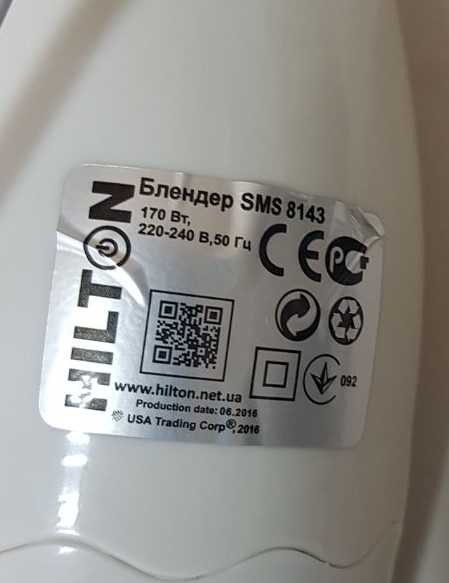 HILTON
Блендер SMS 8143
170 Вт,
220-240 В,50 Гц
CE
092
www.hilton.net.ua
Production date: 06.2016
USA Trading Corp®, 2016